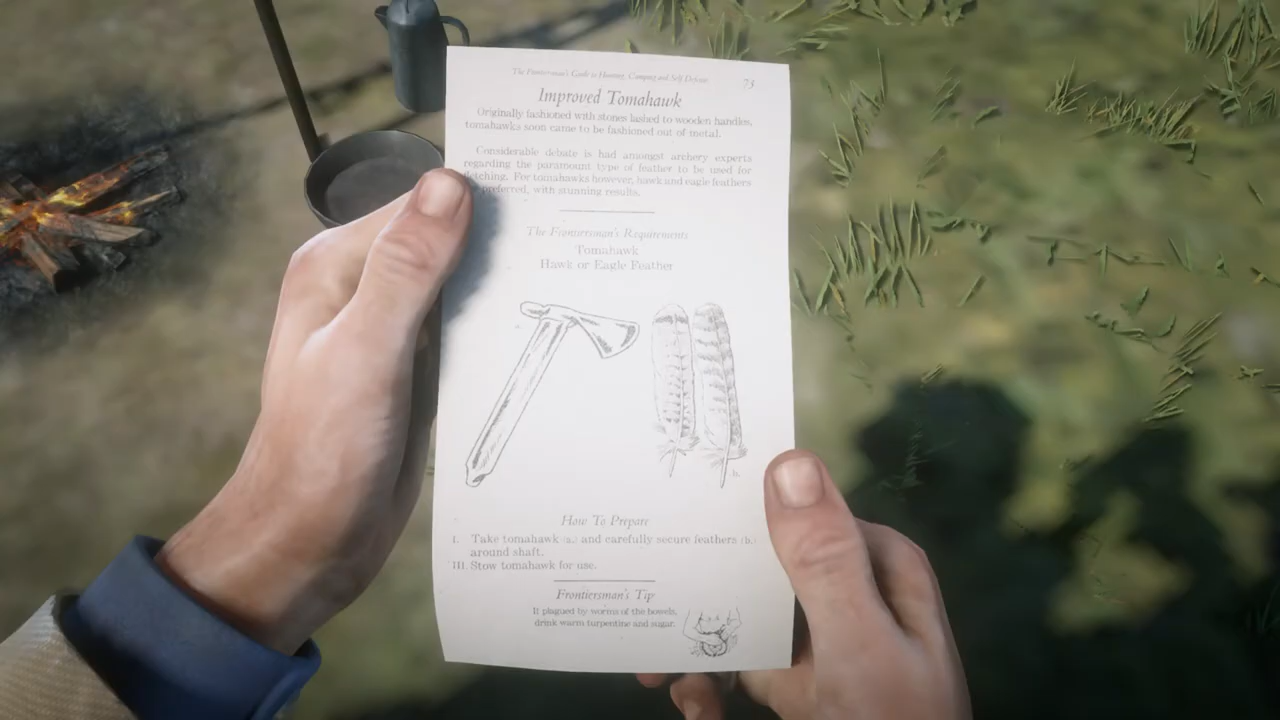 The Frontiersman's Guide to Hunting, Camping and Self Defense
75
Improved Tomahawk
Originally fashioned with stones lashed to wooden handles,
tomahawks soon came to be fashioned out of metal.
Considerable debate is had amongst archery experts
regarding the paramount type of feather to be used for
fletching. For tomahawks however, hawk and eagle feathers
preferred, with stunning results.
The Frontiersman's Requirements
Tomahawk
Hawk or Eagle Feather
b.
How To Prepare
I. Take tomahawk (a.) and carefully secure feathers (b.)
around shaft.
III. Stow tomahawk for use.
Frontiersman's Tip
If plagued by worms of the bowels,
drink warm turpentine and sugar.